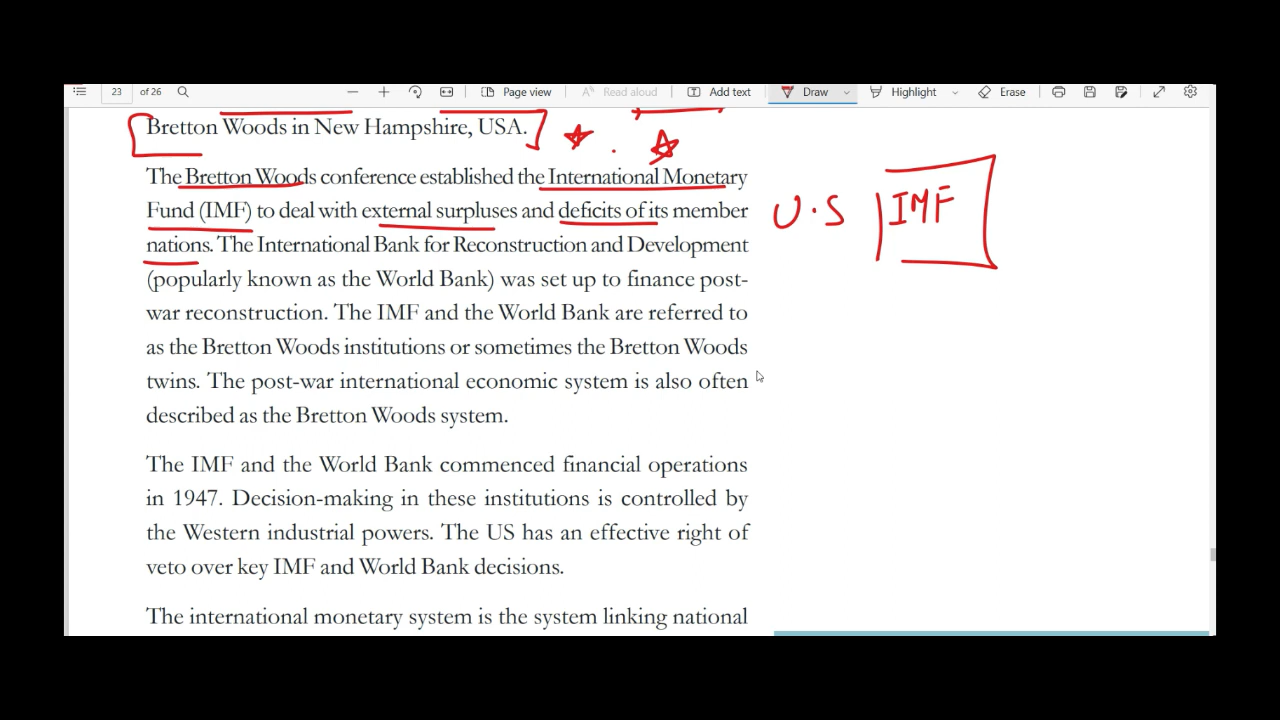 23 of 26 Page view Read aloud Add text Draw Highlight Erase
Bretton Woods in New Hampshire, USA.
The Bretton Woods conference established the International Monetary
Fund (IMF) to deal with external surpluses and deficits of its member
U.S IMF
nations. The International Bank for Reconstruction and Development
(popularly known as the World Bank) was set up to finance post-
war reconstruction. The IMF and the World Bank are referred to
as the Bretton Woods institutions or sometimes the Bretton Woods
twins. The post-war international economic system is also often
described as the Bretton Woods system.
The IMF and the World Bank commenced financial operations
in 1947. Decision-making in these institutions is controlled by
the Western industrial powers. The US has an effective right of
veto over key IMF and World Bank decisions.
The international monetary system is the system linking national